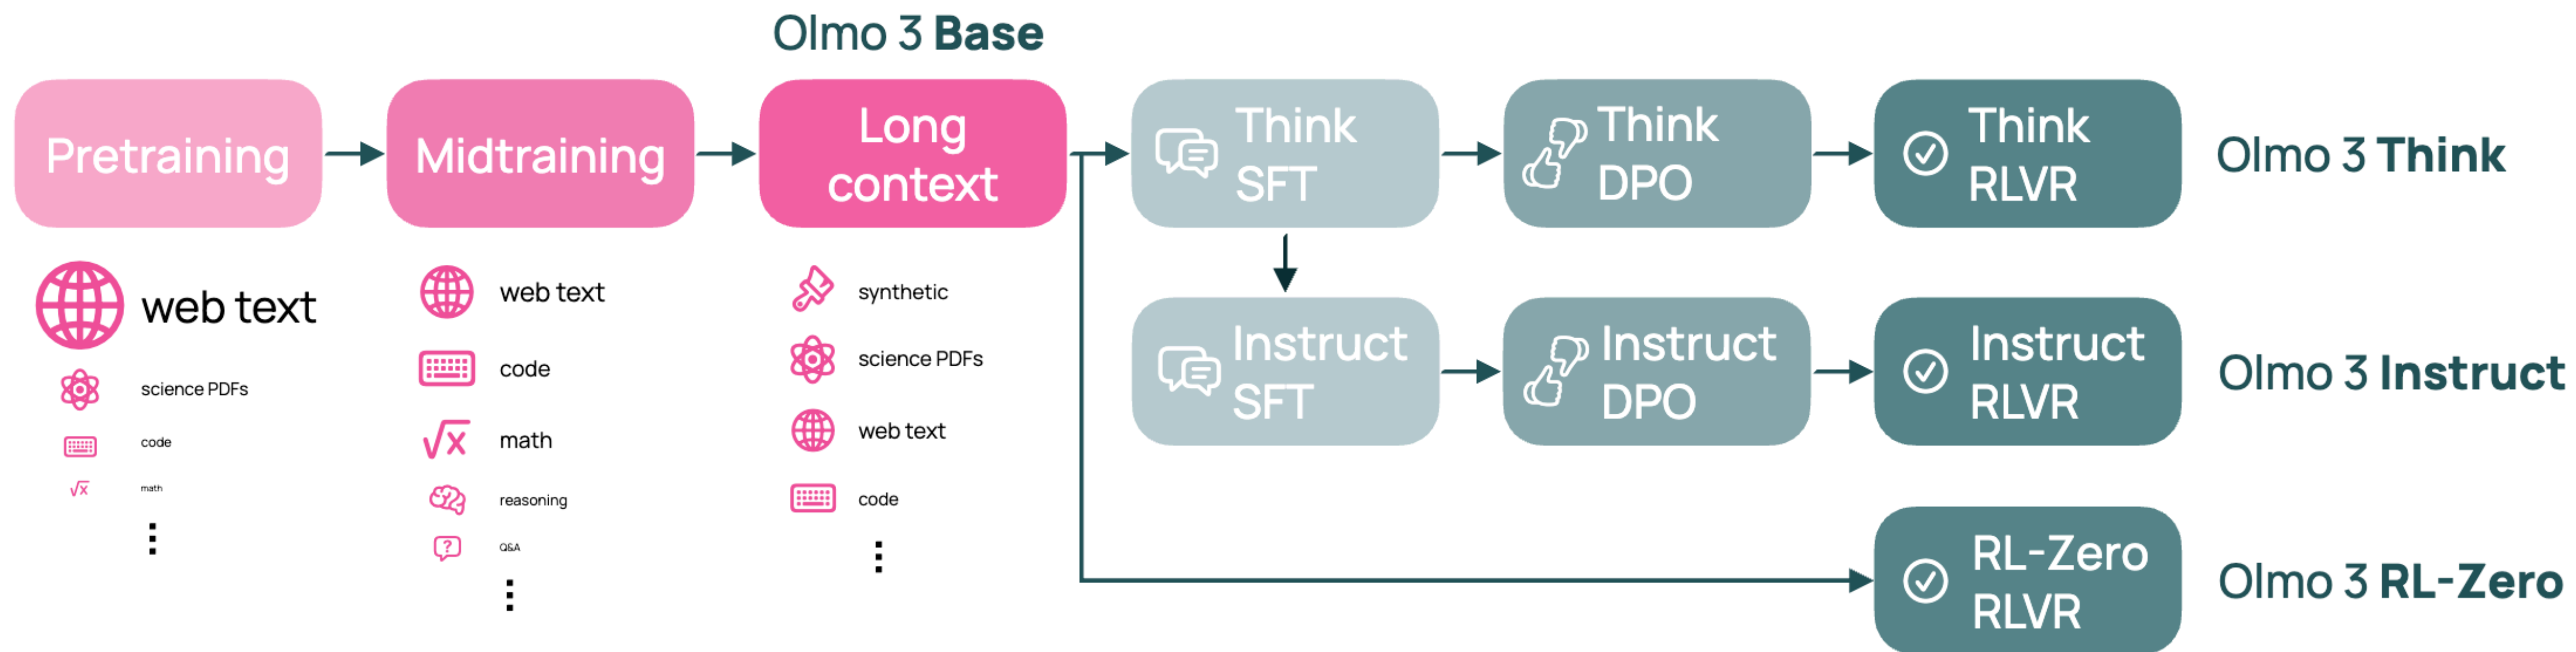 Olmo 3 Base
Pretraining
Midtraining
Long
context
Think
SFT
Think
DPO
Think
RLVR
Olmo 3 Think
web text
science PDFs
code
math
web text
code
math
reasoning
Q&A
synthetic
science PDFs
web text
code
Instruct
SFT
Instruct
DPO
Instruct
RLVR
Olmo 3 Instruct
RL-Zero
RLVR
Olmo 3 RL-Zero